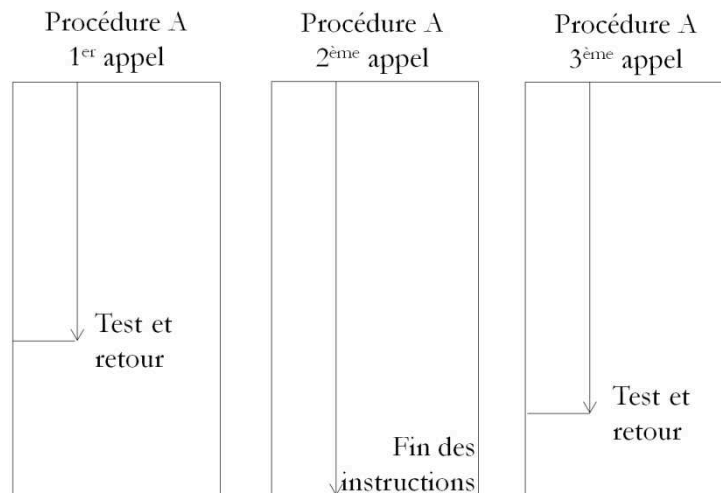 Procédure A
1er appel
Procédure A
2ème appel
Procédure A
3ème appel
Test et
retour
Fin des
instructions
Test et
retour